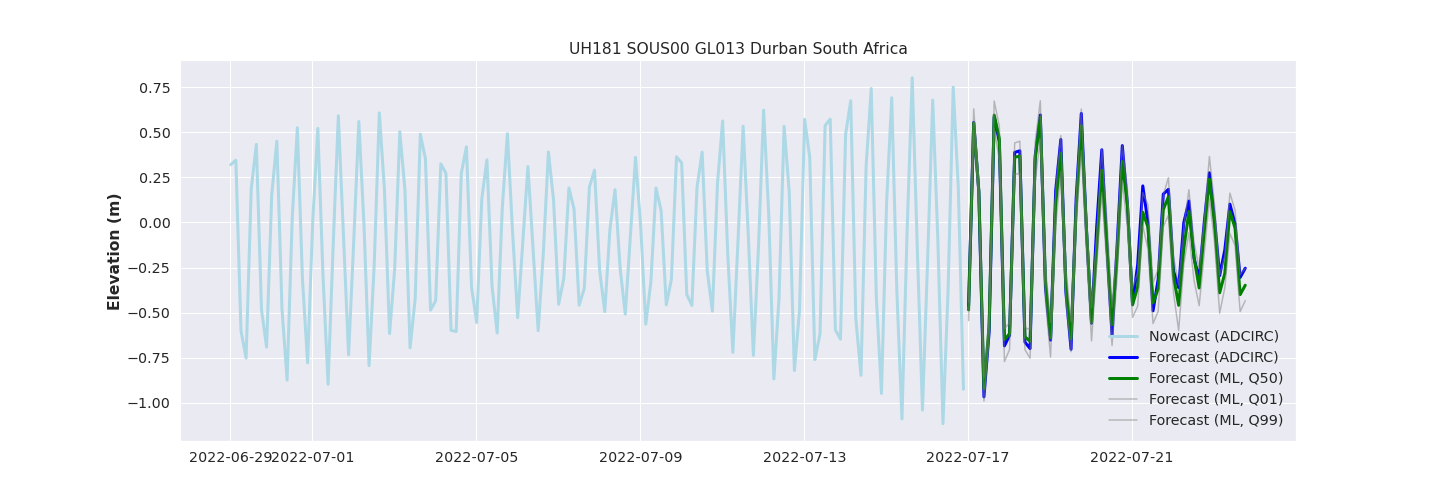 UH181 SOUS00 GL013 Durban South Africa
Elevation (m)
0.75
0.50
0.25
0.00
−0.25
−0.50
−0.75
−1.00
Nowcast (ADCIRC)
Forecast (ADCIRC)
Forecast (ML, Q50)
Forecast (ML, Q01)
Forecast (ML, Q99)
2022-06-29 2022-07-01 2022-07-05 2022-07-09 2022-07-13 2022-07-17 2022-07-21